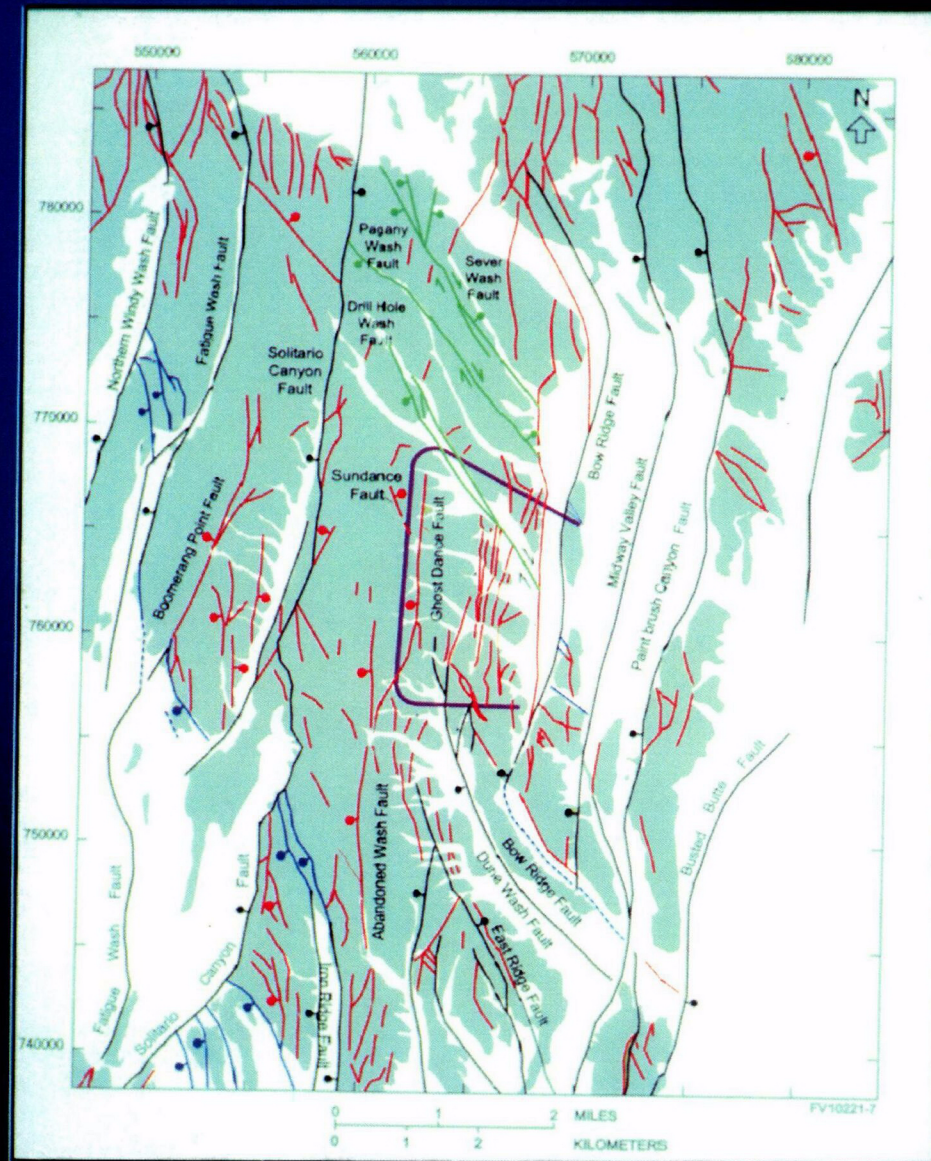 550000
560000
570000
580000
N
780000
770000
760000
750000
740000
Northern Windy Wash Fault
Fatigue Wash Fault
Pagany
Wash
Fault
Sever
Wash
Fault
Drill Hole
Wash
Fault
Solitario
Canyon
Fault
Bow Ridge Fault
Midway Valley Fault
Paint brush Canyon Fault
Boomerang Point Fault
Sundance
Fault
Ghost Dance Fault
Abandoned Wash Fault
Bow Ridge Fault
Dune Wash Fault
East Ridge Fault
Busted Butte Fault
Fatigue Wash Fault
Solitario Canyon Fault
Iron Ridge Fault
0 1 2 MILES
0 1 2 KILOMETERS
FV10221-7